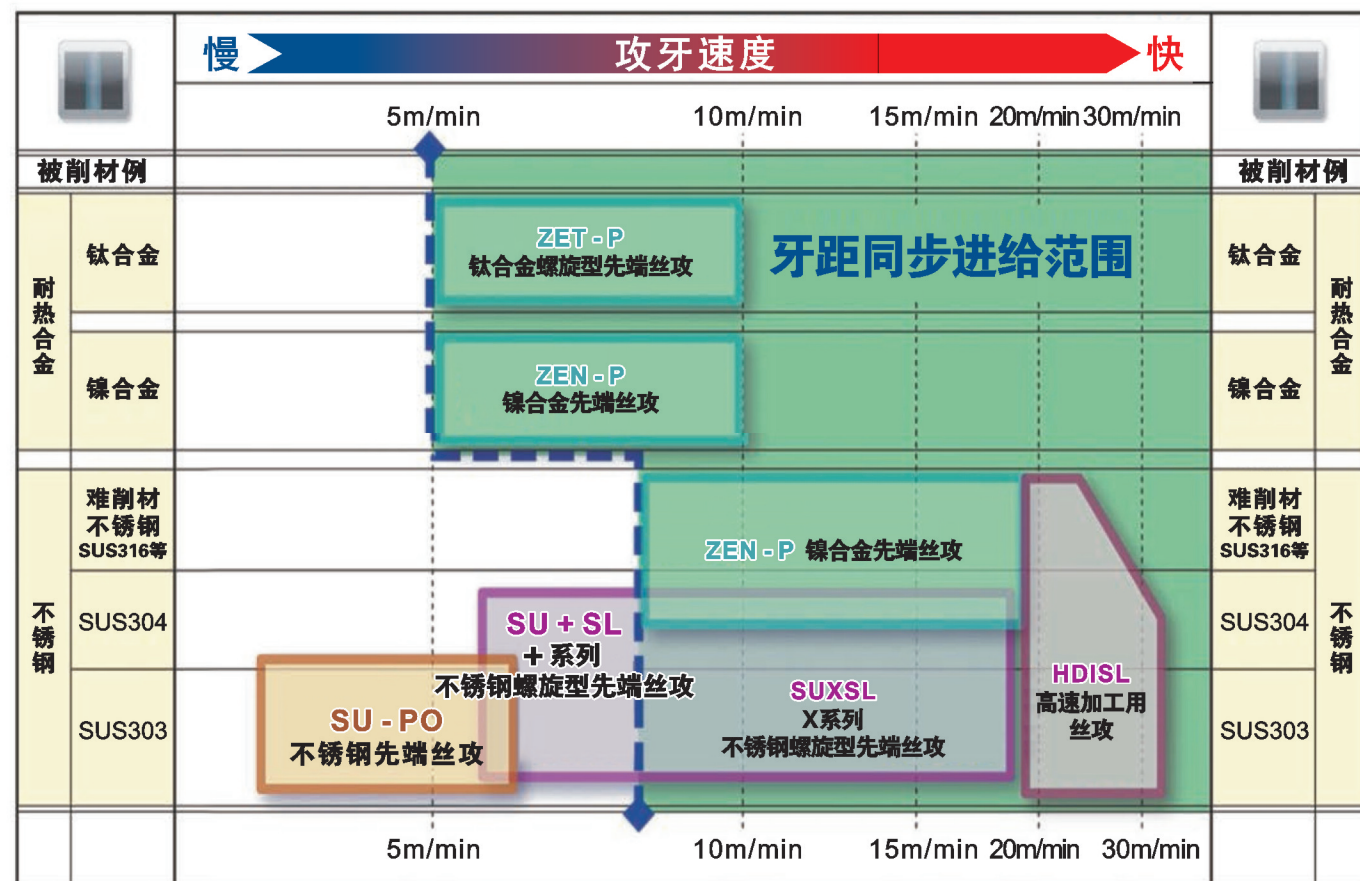 慢 攻牙速度 快
5m/min 10m/min 15m/min 20m/min 30m/min
被削材例 被削材例
耐热合金
钛合金
ZET - P
钛合金螺旋型先端丝攻
牙距同步进给范围
钛合金
耐热合金
镍合金
ZEN - P
镍合金先端丝攻
镍合金
不锈钢
难削材
不锈钢
SUS316等
ZEN - P 镍合金先端丝攻
难削材
不锈钢
SUS316等
不锈钢
SUS304
SU + SL
+ 系列
不锈钢螺旋型先端丝攻
SUS304
SUS303
SU - PO
不锈钢先端丝攻
SUXSL
X系列
不锈钢螺旋型先端丝攻
HDISL
高速加工用
丝攻
SUS303
5m/min 10m/min 15m/min 20m/min 30m/min